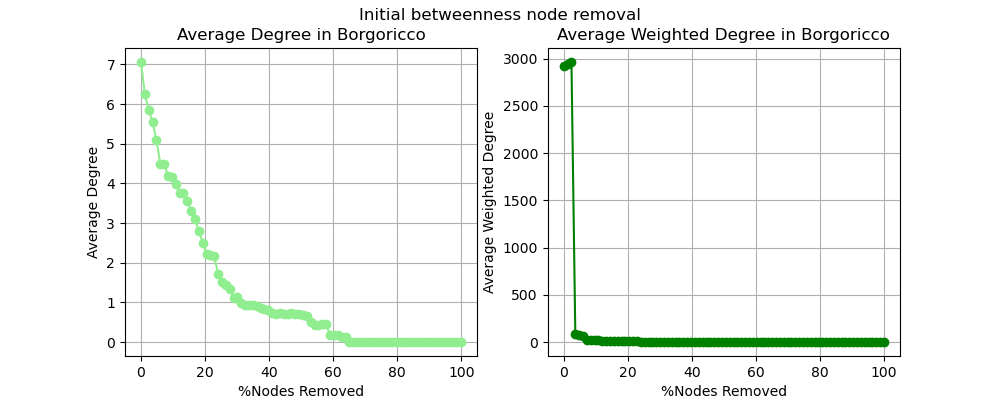 Initial betweenness node removal
Average Degree in Borgoricco
Average Degree
7
6
5
4
3
2
1
0
0 20 40 60 80 100
%Nodes Removed
Average Weighted Degree in Borgoricco
Average Weighted Degree
3000
2500
2000
1500
1000
500
0
0 20 40 60 80 100
%Nodes Removed